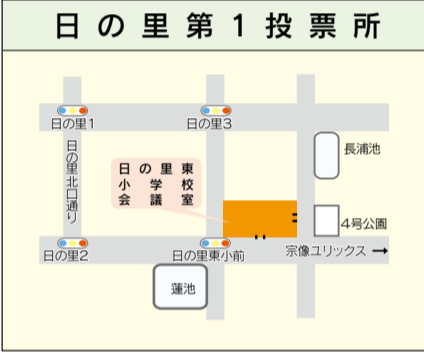 日の里第1投票所
日の里1
日の里3
日の里北口通り
長浦池
日の里東
小学校
会議室
4号公園
宗像ユリックス→
日の里2
日の里東小前
蓮池